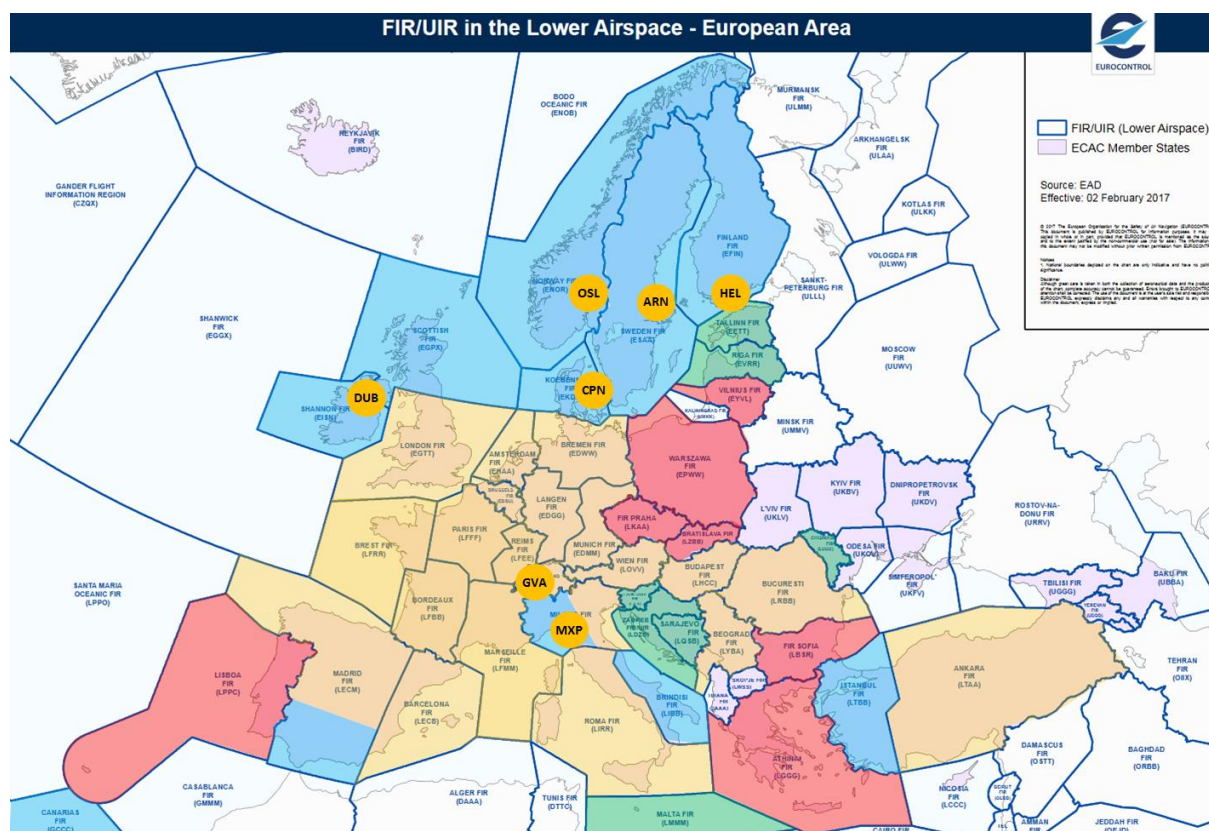 FIR/UIR in the Lower Airspace - European Area
EUROCONTROL
FIR/UIR (Lower Airspace)
ECAC Member States
Source: EAD
Effective: 02 February 2017
BODO
OCEANIC FIR
(ENOB)
MURMANSK
FIR
(ULMM)
REYKJAVIK
FIR
(BIRD)
ARKHANGELSK
FIR
(ULAA)
GANDER FLIGHT
INFORMATION REGION
(CZQX)
KOTLAS FIR
(ULKK)
FINLAND
FIR
(EFIN)
VOLOGDA FIR
(ULWW)
SANKT-
PETERBURG FIR
(ULLL)
NORWAY FIR
(ENOR)
OSL
ARN
HEL
SHANWICK
FIR
(EGGX)
SCOTTISH
FIR
(EGPX)
SWEDEN FIR
(ESAA)
TALLINN FIR
(EETT)
RIGA FIR
(EVRR)
MOSCOW
FIR
(UUWV)
DUB
CPN
SHANNON FIR
(EISN)
VILNIUS FIR
(EYVL)
MINSK FIR
(UMMV)
LONDON FIR
(EGTT)
AMSTERDAM
FIR
(EHAA)
BREMEN FIR
(EDWW)
WARSZAWA
FIR
(EPWW)
LANGEN
FIR
(EDGG)
KYIV FIR
(UKBV)
DNIPROPETROVSK
FIR
(UKDV)
L'VIV FIR
(UKLV)
ROSTOV-NA-
DONU FIR
(URRV)
PARIS FIR
(LFFF)
FIR PRAHA
(LKAA)
BRATISLAVA FIR
(LZBB)
BREST FIR
(LFRR)
REIMS
FIR
(LFEE)
MUNICH FIR
(EDMM)
WIEN FIR
(LOVV)
BUDAPEST
FIR
(LHCC)
BUCURESTI
FIR
(LRBB)
ODESA FIR
(UKOV)
SIMFEROPOL'
FIR
(UKFV)
SANTA MARIA
OCEANIC FIR
(LPPO)
GVA
BORDEAUX
FIR
(LFBB)
MXP
TBILISI FIR
(UGGG)
BAKU FIR
(UBBA)
SARAJEVO
FIR
(LQSB)
BEOGRAD
FIR
(LYBA)
FIR SOFIA
(LBSR)
MARSEILLE
FIR
(LFMM)
LISBOA
FIR
(LPPC)
MADRID
FIR
(LECM)
BARCELONA
FIR
(LECB)
ROMA FIR
(LIRR)
BRINDISI
FIR
(LIBB)
ISTANBUL
FIR
(LTBB)
ANKARA
FIR
(LTAA)
TEHRAN
FIR
(OIIX)
FIR
(LGGG)
DAMASCUS
FIR
(OSTT)
BAGHDAD
FIR
(ORBB)
NICOSIA
FIR
(LCCC)
CASABLANCA
FIR
(GMMM)
ALGER FIR
(DAAA)
TUNIS FIR
(DTTC)
MALTA FIR
(LMMM)
CANARIAS
FIR
AMMAN
FIR
JEDDAH FIR